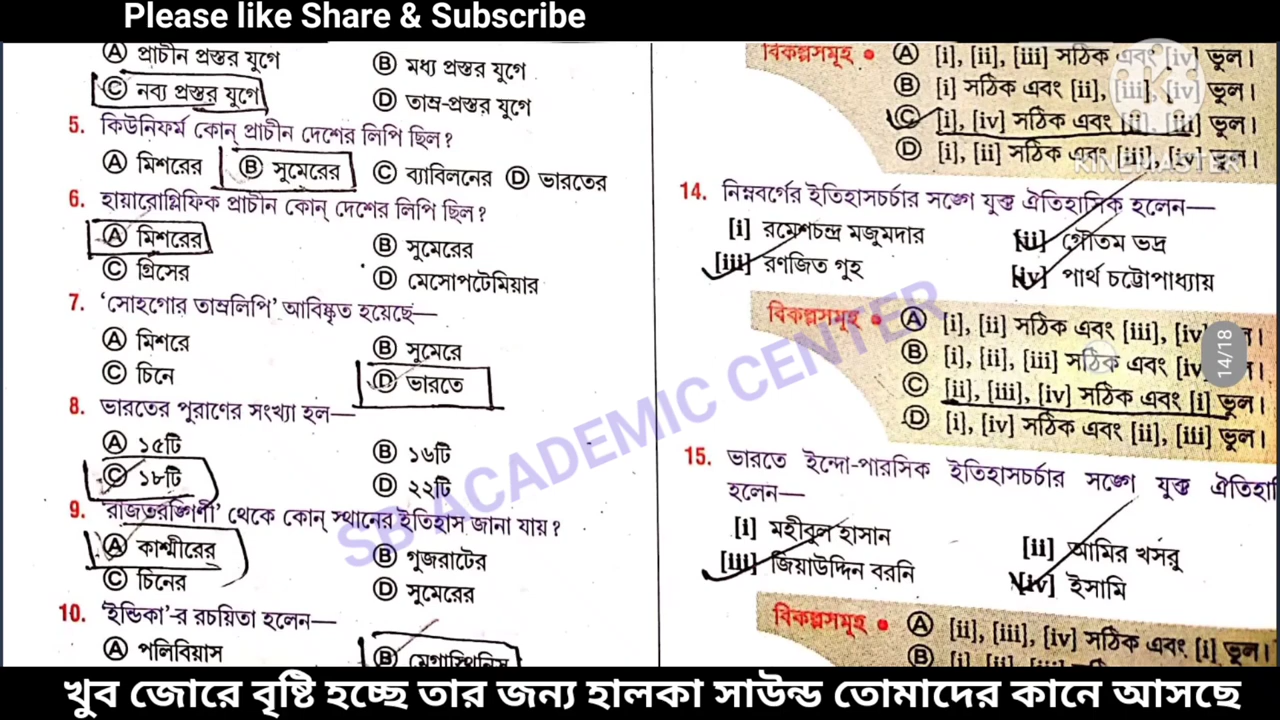 Please like Share & Subscribe
Ⓐ প্রাচীন প্রস্তর যুগে
Ⓑ মধ্য প্রস্তর যুগে
Ⓒ নব্য প্রস্তর যুগে
Ⓓ তাম্র-প্রস্তর যুগে
5. কিউনিফর্ম কোন্ প্রাচীন দেশের লিপি ছিল?
Ⓐ মিশরের Ⓑ সুমেরের Ⓒ ব্যাবিলনের Ⓓ ভারতের
6. হায়ারোগ্লিফিক প্রাচীন কোন্ দেশের লিপি ছিল?
Ⓐ মিশরের
Ⓑ সুমেরের
Ⓒ গ্রিসের
Ⓓ মেসোপটেমিয়ার
7. ‘সোহগোর তাম্রলিপি’ আবিষ্কৃত হয়েছে—
Ⓐ মিশরে
Ⓑ সুমেরে
Ⓒ চিনে
Ⓓ ভারতে
8. ভারতের পুরাণের সংখ্যা হল—
Ⓐ ১৫টি
Ⓑ ১৬টি
Ⓒ ১৮টি
Ⓓ ২২টি
9. ‘রাজতরঙ্গিণী’ থেকে কোন্ স্থানের ইতিহাস জানা যায়?
Ⓐ কাশ্মীরের
Ⓑ গুজরাটের
Ⓒ চিনের
Ⓓ সুমেরের
10. ‘ইন্ডিকা’-র রচয়িতা হলেন—
Ⓐ পলিবিয়াস
Ⓑ মেগাস্থিনিস
বিকল্পসমূহ • Ⓐ [i], [ii], [iii] সঠিক এবং [iv] ভুল।
Ⓑ [i] সঠিক এবং [ii], [iii], [iv] ভুল।
Ⓒ [i], [iv] সঠিক এবং [ii], [iii] ভুল।
Ⓓ [i], [ii] সঠিক এবং [iii], [iv] ভুল।
KINEMASTER
14. নিম্নবর্গের ইতিহাসচর্চার সঙ্গে যুক্ত ঐতিহাসিক হলেন—
[i] রমেশচন্দ্র মজুমদার
[ii] গৌতম ভদ্র
[iii] রণজিত গুহ
[iv] পার্থ চট্টোপাধ্যায়
বিকল্পসমূহ • Ⓐ [i], [ii] সঠিক এবং [iii], [iv] ভুল।
Ⓑ [i], [ii], [iii] সঠিক এবং [iv] ভুল।
Ⓒ [ii], [iii], [iv] সঠিক এবং [i] ভুল।
Ⓓ [i], [iv] সঠিক এবং [ii], [iii] ভুল।
14/18
15. ভারতে ইন্দো-পারসিক ইতিহাসচর্চার সঙ্গে যুক্ত ঐতিহাসি
হলেন—
[i] মহীবুল হাসান
[ii] আমির খসরু
[iii] জিয়াউদ্দিন বরনি
[iv] ইসামি
বিকল্পসমূহ • Ⓐ [ii], [iii], [iv] সঠিক এবং [i] ভুল।
Ⓑ
SB ACADEMIC CENTER
খুব জোরে বৃষ্টি হচ্ছে তার জন্য হালকা সাউন্ড তোমাদের কানে আসছে